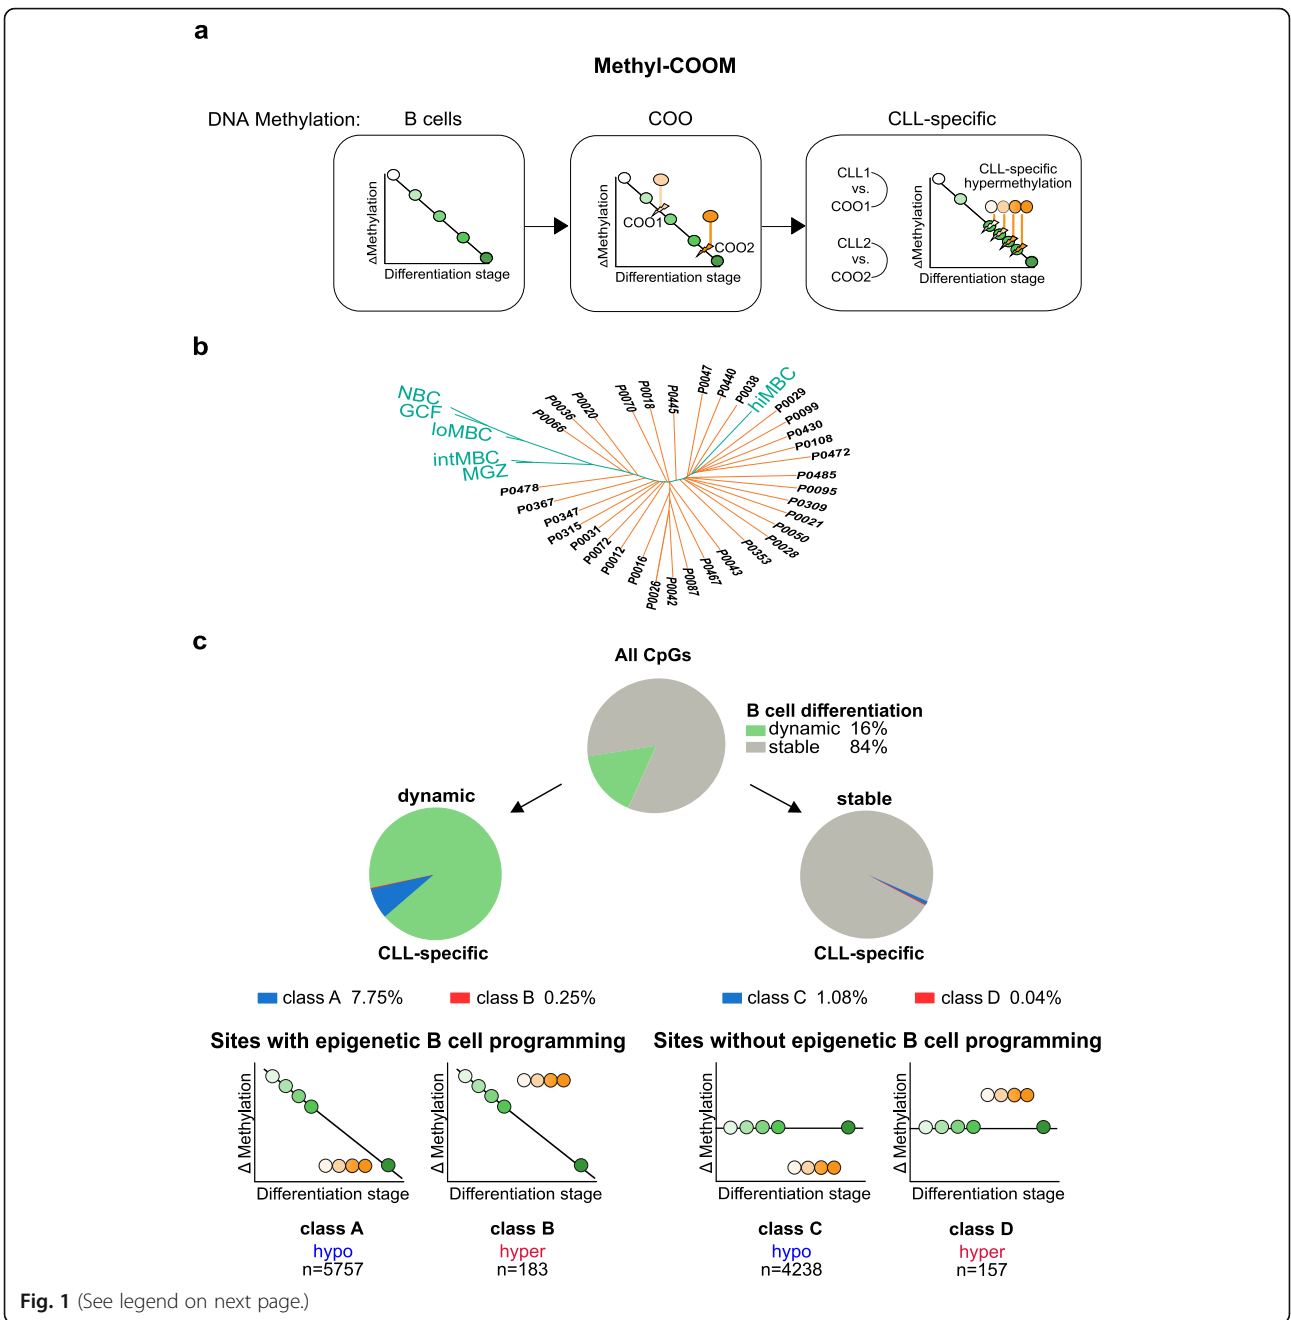 a
Methyl-COOM
DNA Methylation:
B cells
COO
CLL-specific
ΔMethylation
Differentiation stage
COO1
COO2
ΔMethylation
Differentiation stage
CLL1
vs.
COO1
CLL2
vs.
COO2
CLL-specific
hypermethylation
ΔMethylation
Differentiation stage
b
NBC
GCF
loMBC
intMBC
MGZ
P0066
P0036
P0020
P0070
P0018
P0445
P0047
P0440
P0038
hiMBC
P0029
P0099
P0430
P0108
P0472
P0485
P0095
P0309
P0021
P0050
P0028
P0353
P0043
P0467
P0087
P0042
P0026
P0016
P0012
P0072
P0031
P0315
P0347
P0367
P0478
c
All CpGs
B cell differentiation
dynamic 16%
stable 84%
dynamic
stable
CLL-specific
CLL-specific
class A 7.75%
class B 0.25%
class C 1.08%
class D 0.04%
Sites with epigenetic B cell programming
Sites without epigenetic B cell programming
Δ Methylation
Differentiation stage
Δ Methylation
Differentiation stage
Δ Methylation
Differentiation stage
Δ Methylation
Differentiation stage
class A
hypo
n=5757
class B
hyper
n=183
class C
hypo
n=4238
class D
hyper
n=157
Fig. 1 (See legend on next page.)